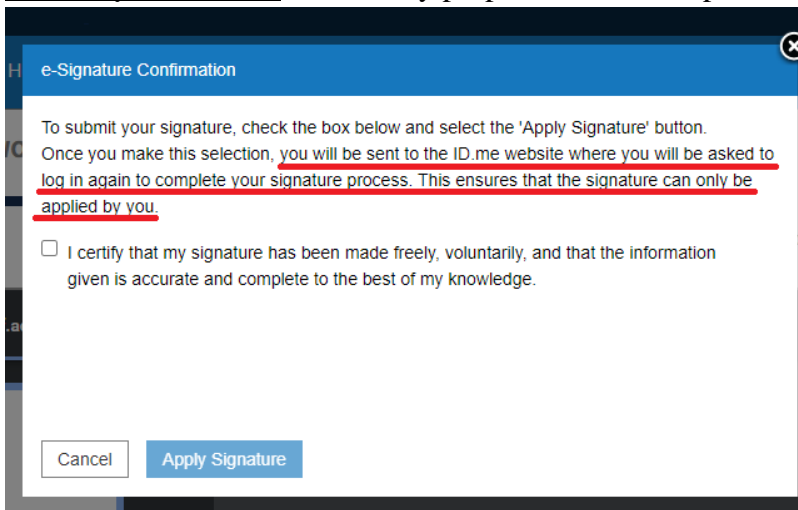 H
e-Signature Confirmation
To submit your signature, check the box below and select the 'Apply Signature' button.
Once you make this selection, you will be sent to the ID.me website where you will be asked to
log in again to complete your signature process. This ensures that the signature can only be
applied by you.
I certify that my signature has been made freely, voluntarily, and that the information
given is accurate and complete to the best of my knowledge.
Cancel
Apply Signature